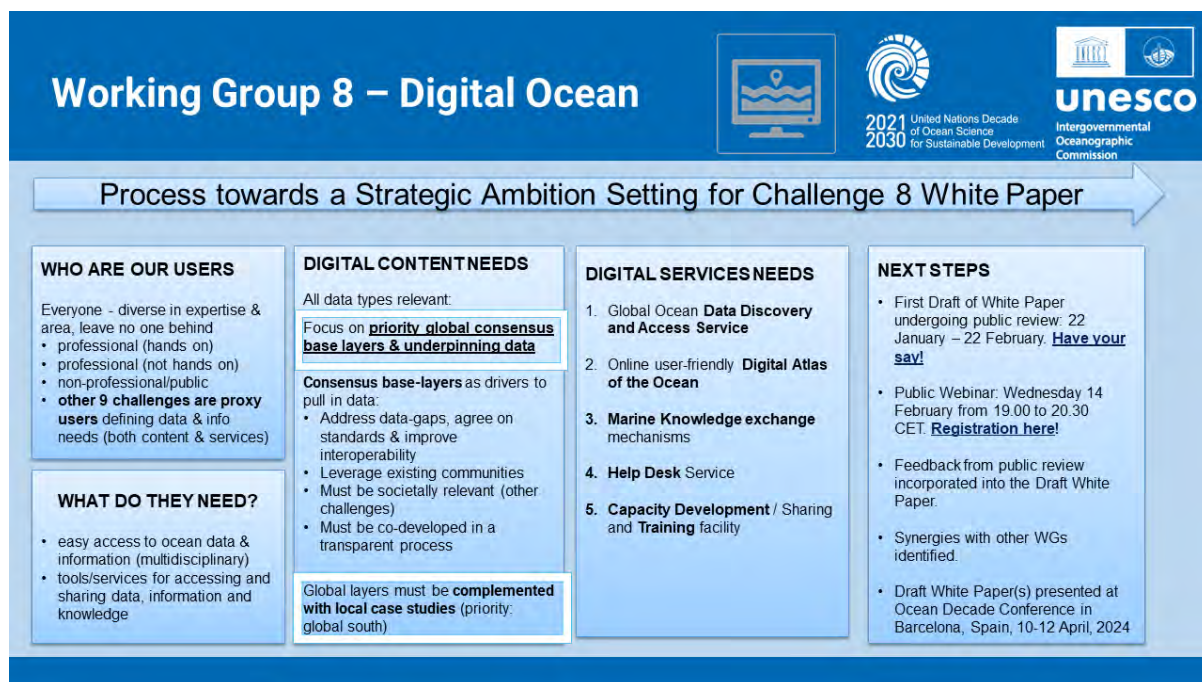 Working Group 8 – Digital Ocean
2021
2030
United Nations Decade
of Ocean Science
for Sustainable Development
unesco
Intergovernmental
Oceanographic
Commission
Process towards a Strategic Ambition Setting for Challenge 8 White Paper
WHO ARE OUR USERS
Everyone - diverse in expertise &
area, leave no one behind
• professional (hands on)
• professional (not hands on)
• non-professional/public
• other 9 challenges are proxy
users defining data & info
needs (both content & services)
WHAT DO THEY NEED?
• easy access to ocean data &
information (multidisciplinary)
• tools/services for accessing and
sharing data, information and
knowledge
DIGITAL CONTENT NEEDS
All data types relevant:
Focus on priority global consensus
base layers & underpinning data
Consensus base-layers as drivers to
pull in data:
• Address data-gaps, agree on
standards & improve
interoperability
• Leverage existing communities
• Must be societally relevant (other
challenges)
• Must be co-developed in a
transparent process
Global layers must be complemented
with local case studies (priority:
global south)
DIGITAL SERVICES NEEDS
1. Global Ocean Data Discovery
and Access Service
2. Online user-friendly Digital Atlas
of the Ocean
3. Marine Knowledge exchange
mechanisms
4. Help Desk Service
5. Capacity Development / Sharing
and Training facility
NEXT STEPS
• First Draft of White Paper
undergoing public review: 22
January – 22 February. Have your
say!
• Public Webinar: Wednesday 14
February from 19.00 to 20.30
CET. Registration here!
• Feedback from public review
incorporated into the Draft White
Paper.
• Synergies with other WGs
identified.
• Draft White Paper(s) presented at
Ocean Decade Conference in
Barcelona, Spain, 10-12 April, 2024